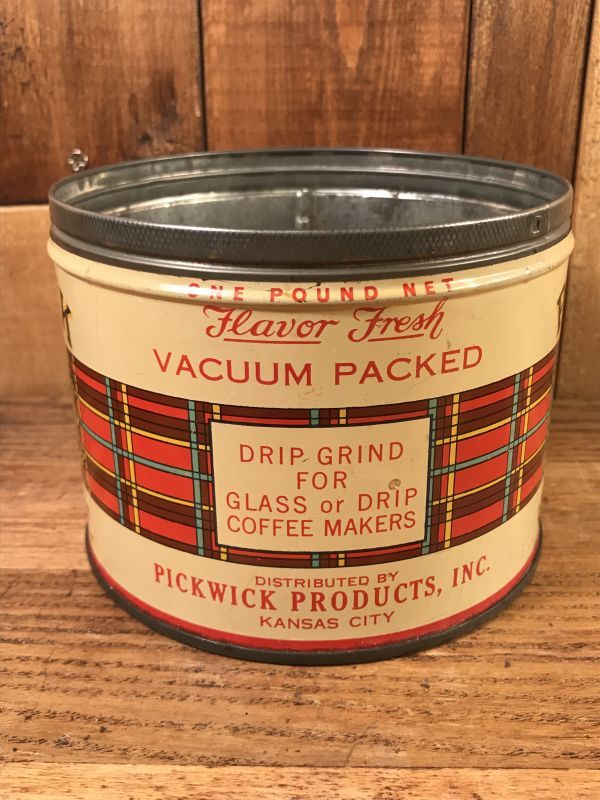 ONE POUND NET
Flavor Fresh
VACUUM PACKED
DRIP GRIND
FOR
GLASS or DRIP
COFFEE MAKERS
DISTRIBUTED BY
PICKWICK PRODUCTS, INC.
KANSAS CITY